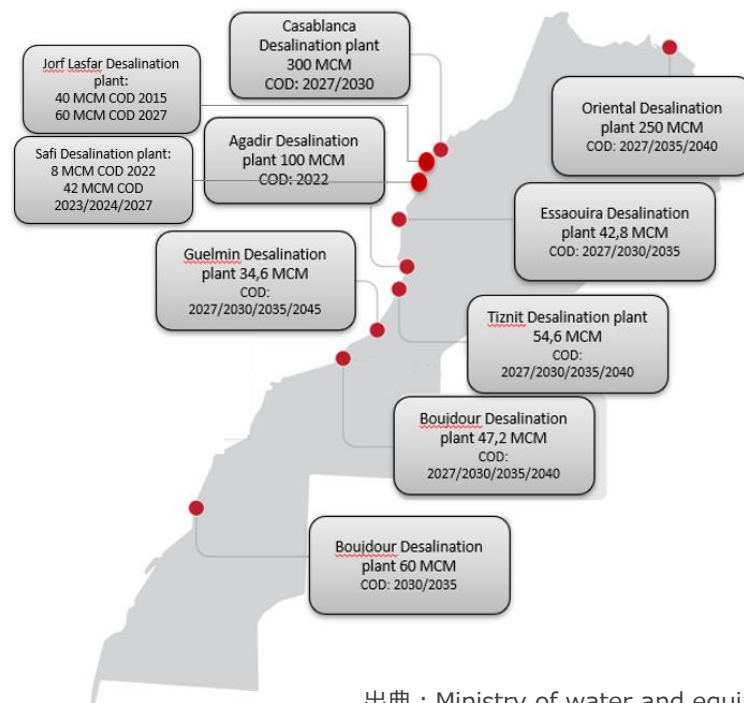 Casablanca
Desalination plant
300 MCM
COD: 2027/2030
Jorf Lasfar Desalination
plant:
40 MCM COD 2015
60 MCM COD 2027
Oriental Desalination
plant 250 MCM
COD: 2027/2035/2040
Agadir Desalination
plant 100 MCM
COD: 2022
Safi Desalination plant:
8 MCM COD 2022
42 MCM COD
2023/2024/2027
Essaouira Desalination
plant 42,8 MCM
COD: 2027/2030/2035
Guelmin Desalination
plant 34,6 MCM
COD:
2027/2030/2035/2045
Tiznit Desalination plant
54,6 MCM
COD:
2027/2030/2035/2040
Boujdour Desalination
plant 47,2 MCM
COD:
2027/2030/2035/2040
Boujdour Desalination
plant 60 MCM
COD: 2030/2035
出典：Ministry of water and